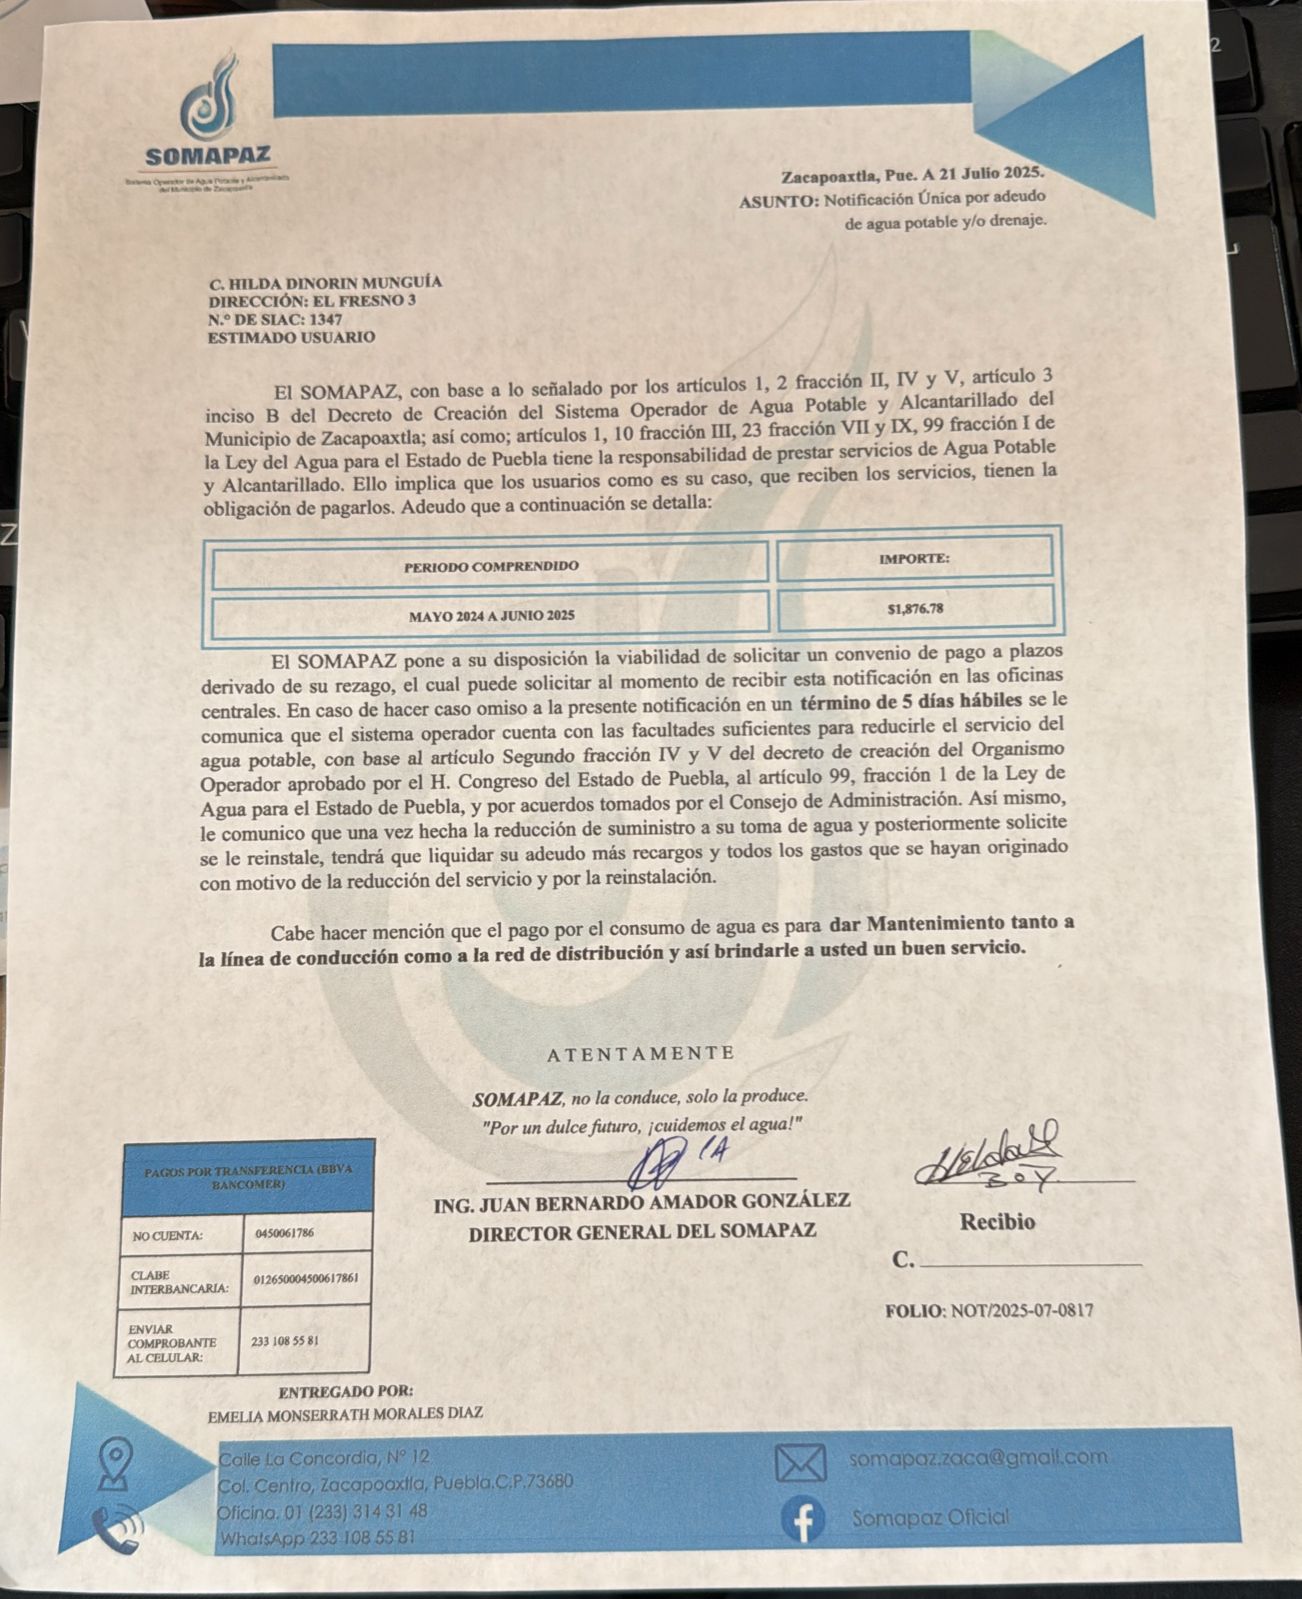 SOMAPAZ
Sistema Operador de Agua Potable y Alcantarillado
del Municipio de Zacapoaxtla
Zacapoaxtla, Pue. A 21 Julio 2025.
ASUNTO: Notificación Única por adeudo
de agua potable y/o drenaje.
C. HILDA DINORIN MUNGUÍA
DIRECCIÓN: EL FRESNO 3
N.º DE SIAC: 1347
ESTIMADO USUARIO
El SOMAPAZ, con base a lo señalado por los artículos 1, 2 fracción II, IV y V, artículo 3
inciso B del Decreto de Creación del Sistema Operador de Agua Potable y Alcantarillado del
Municipio de Zacapoaxtla; así como; artículos 1, 10 fracción III, 23 fracción VII y IX, 99 fracción I de
la Ley del Agua para el Estado de Puebla tiene la responsabilidad de prestar servicios de Agua Potable
y Alcantarillado. Ello implica que los usuarios como es su caso, que reciben los servicios, tienen la
obligación de pagarlos. Adeudo que a continuación se detalla:
PERIODO COMPRENDIDO
IMPORTE:
MAYO 2024 A JUNIO 2025
$1,876.78
El SOMAPAZ pone a su disposición la viabilidad de solicitar un convenio de pago a plazos
derivado de su rezago, el cual puede solicitar al momento de recibir esta notificación en las oficinas
centrales. En caso de hacer caso omiso a la presente notificación en un término de 5 días hábiles se le
comunica que el sistema operador cuenta con las facultades suficientes para reducirle el servicio del
agua potable, con base al artículo Segundo fracción IV y V del decreto de creación del Organismo
Operador aprobado por el H. Congreso del Estado de Puebla, al artículo 99, fracción 1 de la Ley de
Agua para el Estado de Puebla, y por acuerdos tomados por el Consejo de Administración. Así mismo,
le comunico que una vez hecha la reducción de suministro a su toma de agua y posteriormente solicite
se le reinstale, tendrá que liquidar su adeudo más recargos y todos los gastos que se hayan originado
con motivo de la reducción del servicio y por la reinstalación.
Cabe hacer mención que el pago por el consumo de agua es para dar Mantenimiento tanto a
la línea de conducción como a la red de distribución y así brindarle a usted un buen servicio.
ATENTAMENTE
SOMAPAZ, no la conduce, solo la produce.
"Por un dulce futuro, ¡cuidemos el agua!"
ING. JUAN BERNARDO AMADOR GONZÁLEZ
DIRECTOR GENERAL DEL SOMAPAZ
Recibio
C.
FOLIO: NOT/2025-07-0817
PAGOS POR TRANSFERENCIA (BBVA
BANCOMER)
NO CUENTA:
0450061786
CLABE
INTERBANCARIA:
012650004500617861
ENVIAR
COMPROBANTE
AL CELULAR:
233 108 55 81
ENTREGADO POR:
EMELIA MONSERRATH MORALES DIAZ
Calle La Concordia, Nº 12
Col. Centro, Zacapoaxtla, Puebla.C.P.73680
Oficina. 01 (233) 314 31 48
WhatsApp 233 108 55 81
somapaz.zaca@gmail.com
Somapaz Oficial